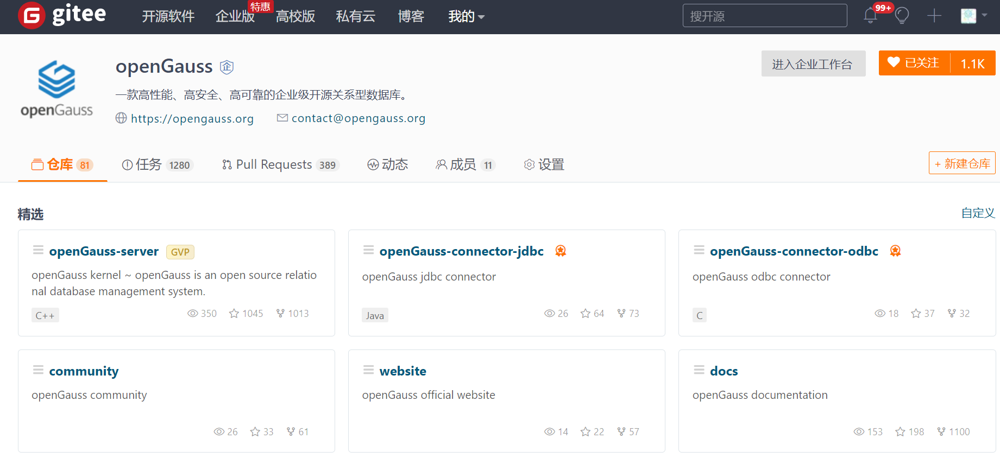 gitee 开源软件 企业版 特惠 高校版 私有云 博客 我的 搜开源 99+
openGauss 企 进入企业工作台 已关注 1.1K
一款高性能、高安全、高可靠的企业级开源关系型数据库。
openGauss
https://opengauss.org contact@opengauss.org
仓库 81 任务 1280 Pull Requests 389 动态 成员 11 设置 + 新建仓库
精选 自定义
openGauss-server GVP
openGauss kernel ~ openGauss is an open source relatio
nal database management system.
C++ 350 1045 1013
openGauss-connector-jdbc
openGauss jdbc connector
Java 26 64 73
openGauss-connector-odbc
openGauss odbc connector
C 18 37 32
community
openGauss community
26 33 61
website
openGauss official website
14 22 57
docs
openGauss documentation
153 198 1100